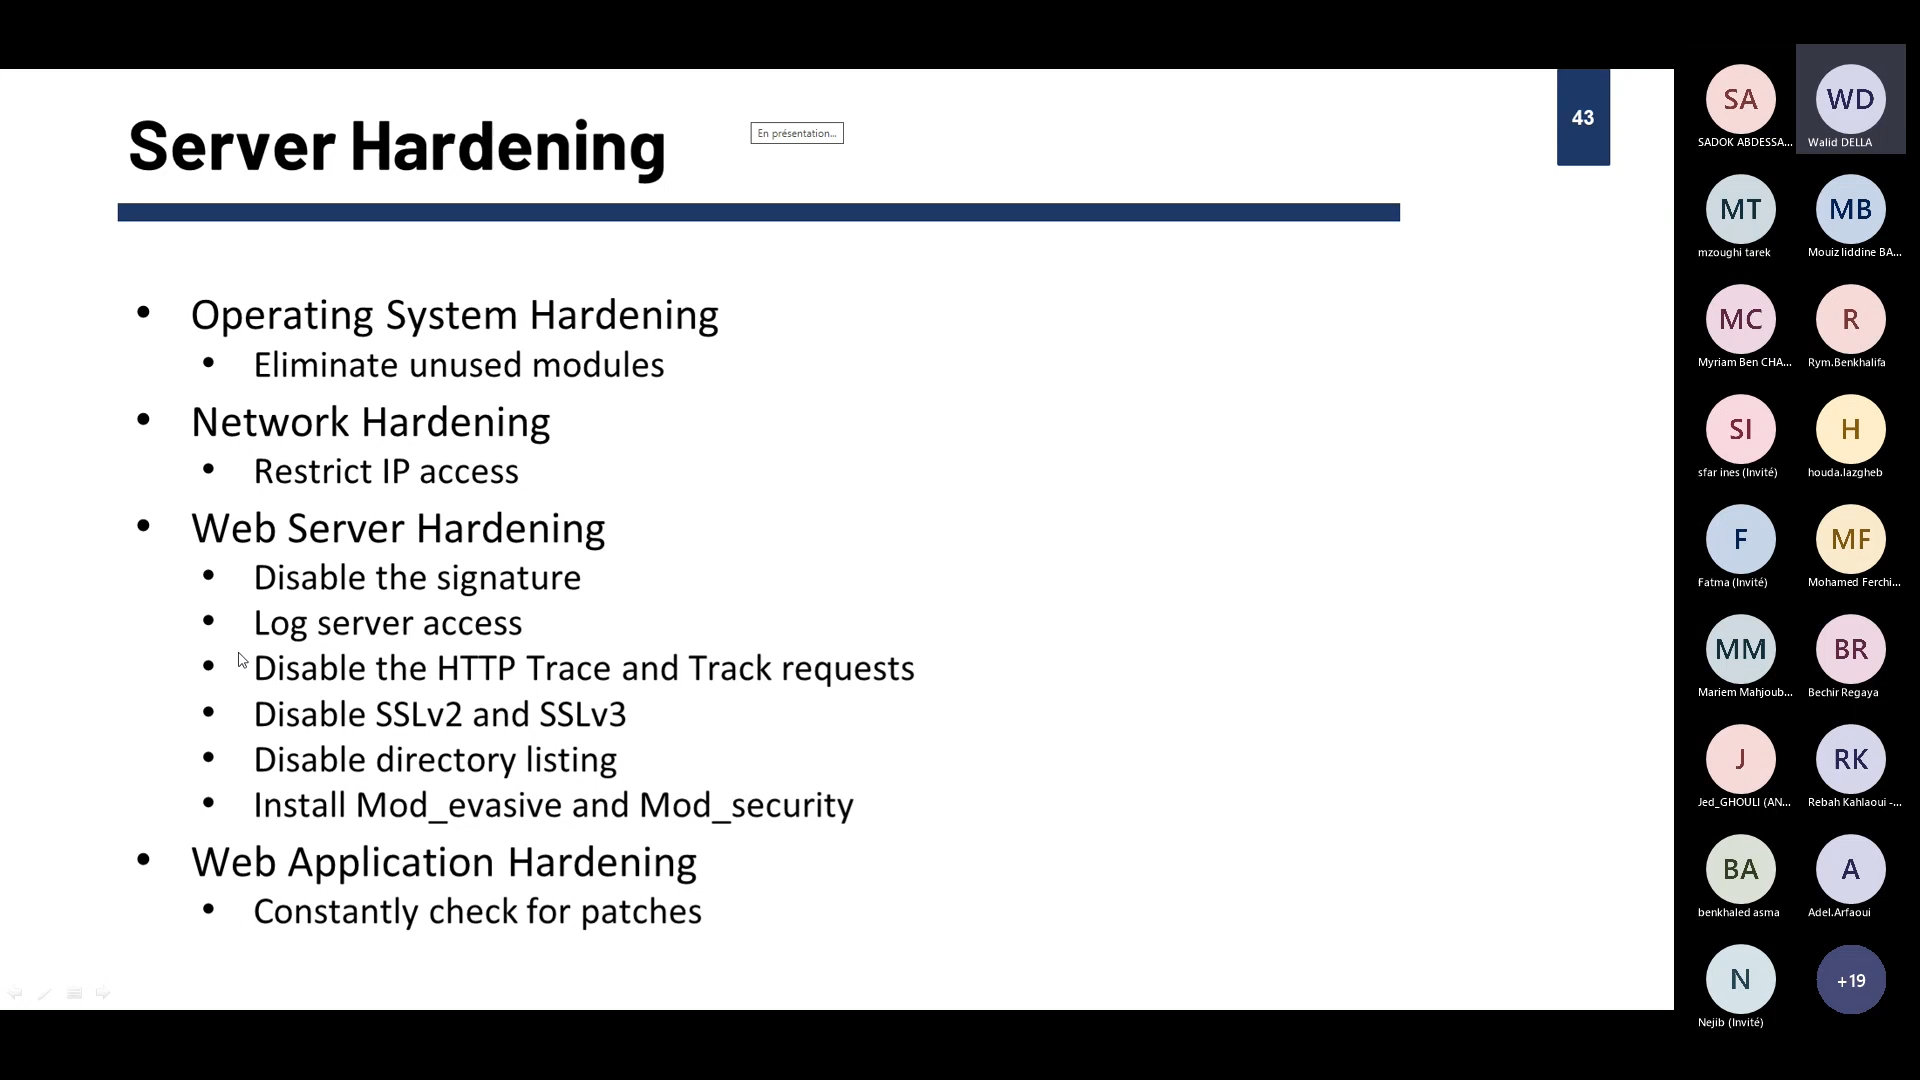 Server Hardening
En présentation...
43
• Operating System Hardening
• Eliminate unused modules
• Network Hardening
• Restrict IP access
• Web Server Hardening
• Disable the signature
• Log server access
• Disable the HTTP Trace and Track requests
• Disable SSLv2 and SSLv3
• Disable directory listing
• Install Mod_evasive and Mod_security
• Web Application Hardening
• Constantly check for patches
SA
SADOK ABDESSA...
WD
Walid DELLA
MT
mzoughi tarek
MB
Mouiz liddine BA...
MC
Myriam Ben CHA...
R
Rym.Benkhalifa
SI
sfar ines (Invité)
H
houda.lazgheb
F
Fatma (Invité)
MF
Mohamed Ferchi...
MM
Mariem Mahjoub...
BR
Bechir Regaya
J
Jed_GHOULI (AN...
RK
Rebah Kahlaoui -...
BA
benkhaled asma
A
Adel.Arfaoui
N
Nejib (Invité)
+19